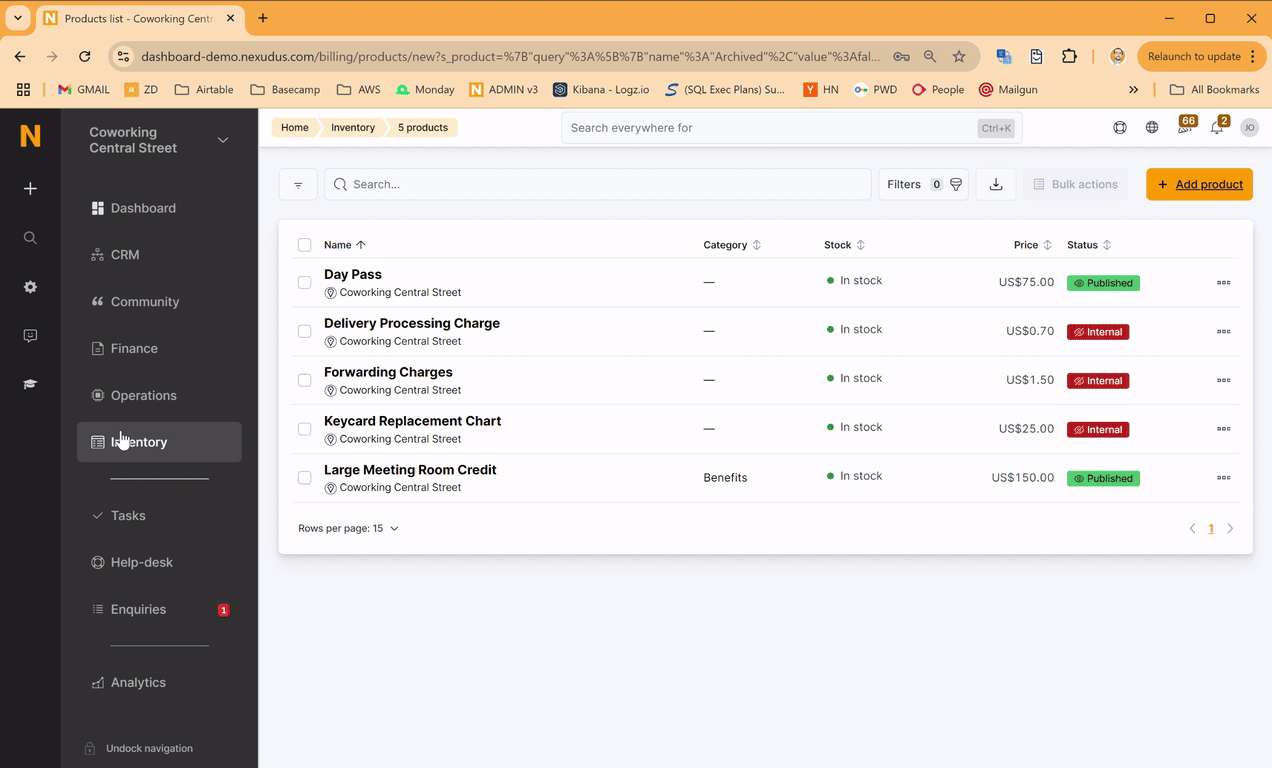 Products list - Coworking Centr
dashboard-demo.nexudus.com/billing/products/new?s_product=%7B"query"%3A%5B%7B"name"%3A"Archived"%2C"value"%3Afal...
Relaunch to update
GMAIL
ZD
Airtable
Basecamp
AWS
Monday
ADMIN v3
Kibana - Logz.io
(SQL Exec Plans) Su...
HN
PWD
People
Mailgun
All Bookmarks
Coworking
Central Street
Dashboard
CRM
Community
Finance
Operations
Inventory
Tasks
Help-desk
Enquiries
1
Analytics
Undock navigation
Home
Inventory
5 products
Search everywhere for
Ctrl+K
66
2
JO
Search...
Filters 0
Bulk actions
+ Add product
Name Category Stock Price Status
Day Pass
Coworking Central Street
—
In stock
US$75.00
Published
Delivery Processing Charge
Coworking Central Street
—
In stock
US$0.70
Internal
Forwarding Charges
Coworking Central Street
—
In stock
US$1.50
Internal
Keycard Replacement Chart
Coworking Central Street
—
In stock
US$25.00
Internal
Large Meeting Room Credit
Coworking Central Street
Benefits
In stock
US$150.00
Published
Rows per page: 15
1